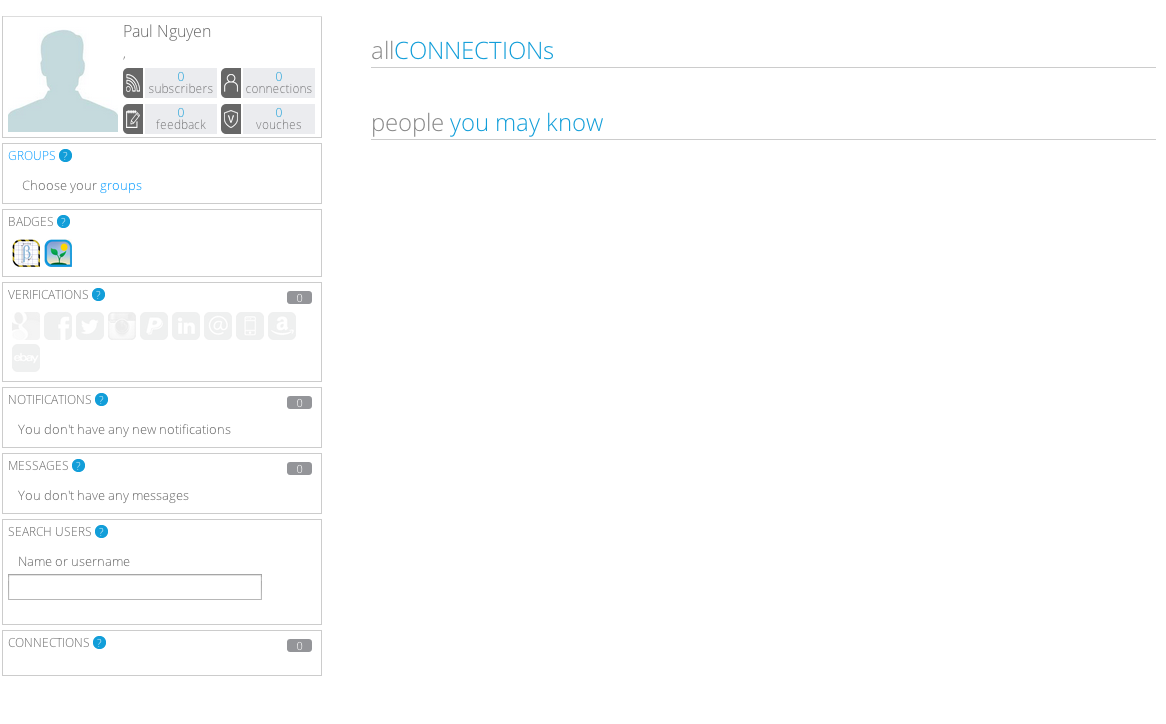 Paul Nguyen
,
0
subscribers
0
connections
0
feedback
0
vouches
GROUPS ?
Choose your groups
BADGES ?
β
VERIFICATIONS ?
0
f
P
in
@
a
ebay
NOTIFICATIONS ?
0
You don't have any new notifications
MESSAGES ?
0
You don't have any messages
SEARCH USERS ?
Name or username
CONNECTIONS ?
0
allCONNECTIONs
people you may know